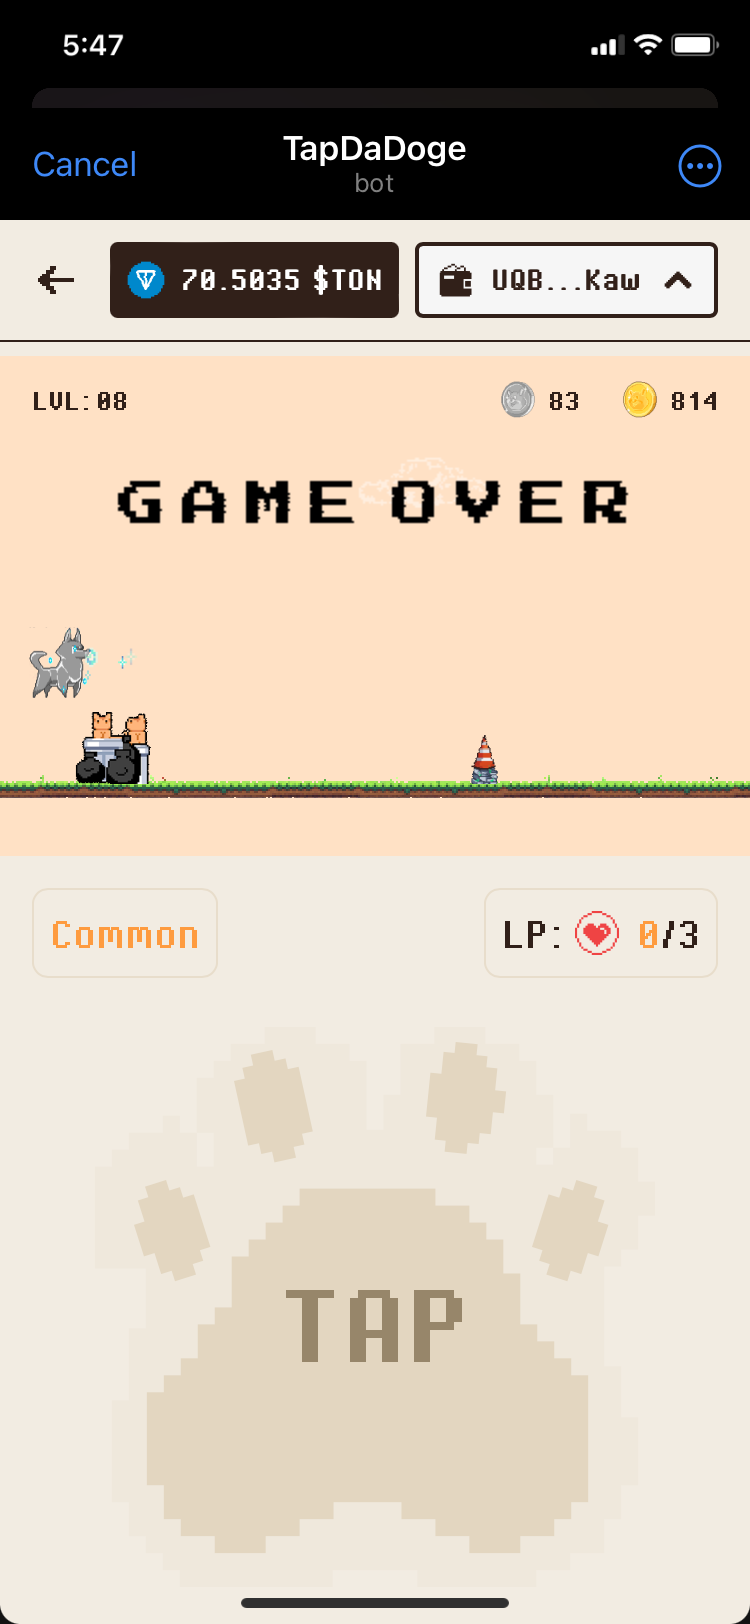 5:47
Cancel
TapDaDoge
bot
70.5035 $TON
UQB...Kaw
LVL:08
83
814
GAME OVER
Common
LP: 0/3
TAP